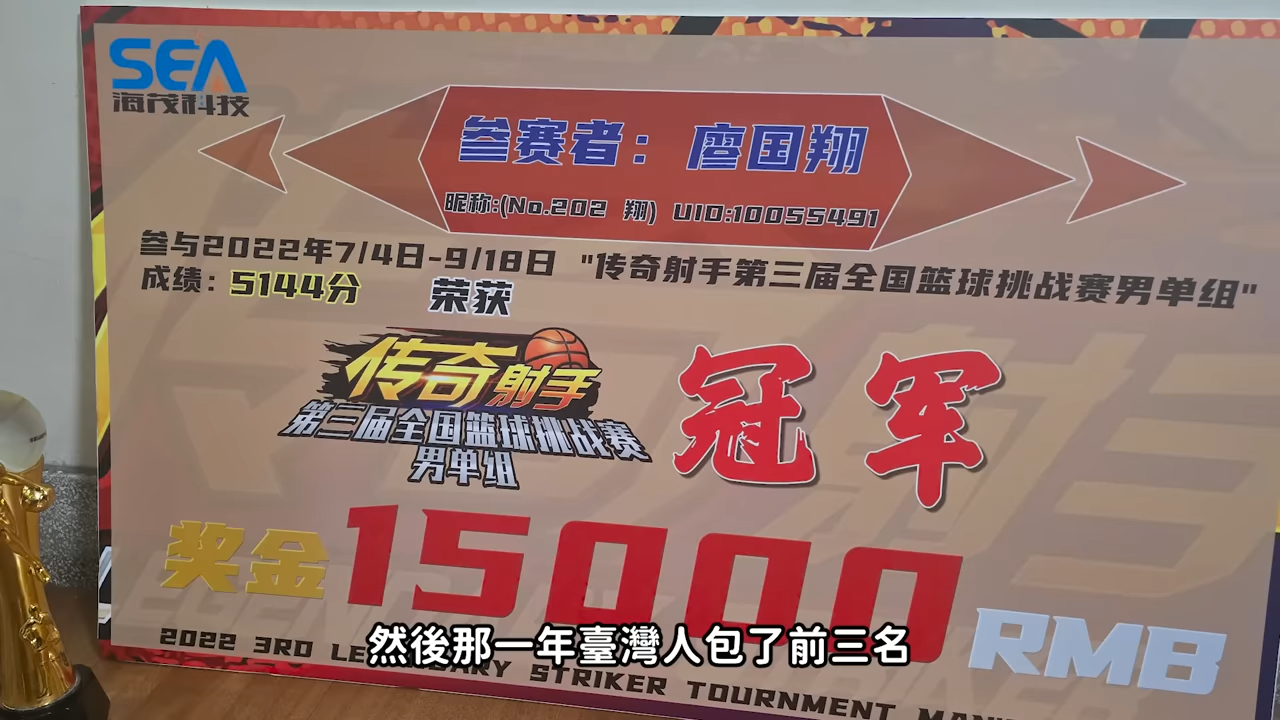 SEA
海茂科技
参赛者：廖国翔
昵称:(No.202 翔) UID:10055491
参与2022年7/4日-9/18日 "传奇射手第三届全国篮球挑战赛男单组"
成绩：5144分 荣获
传奇射手
第三届全国篮球挑战赛
男单组
冠军
奖金15000RMB
然後那一年臺灣人包了前三名
2022 3RD STRIKER TOURNMENT